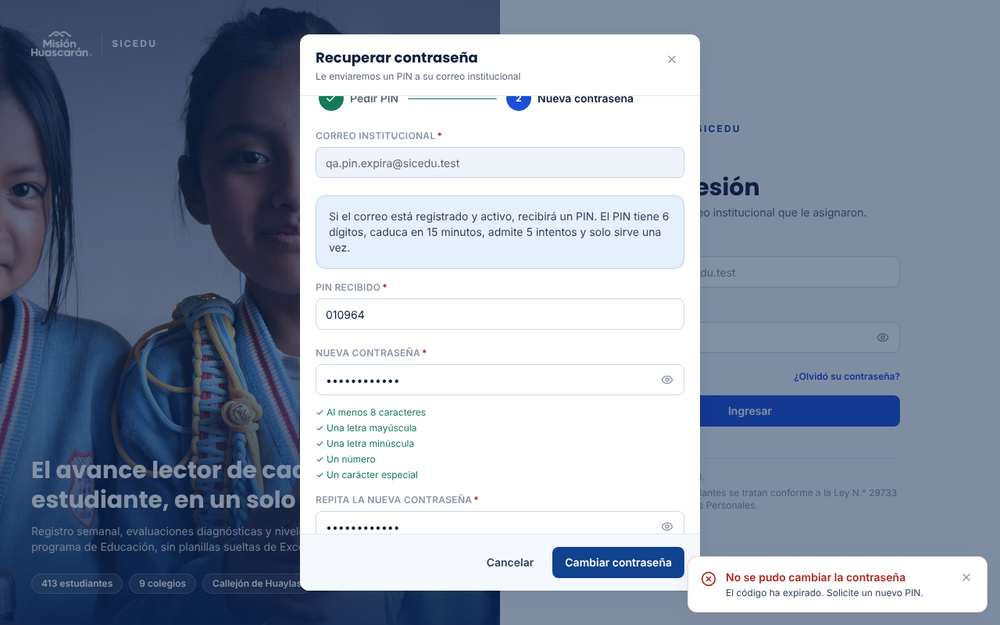 Misión
Huascarán.
SICEDU
El avance lector de cad
estudiante, en un solo
Registro semanal, evaluaciones diagnósticas y nivel
programa de Educación, sin planillas sueltas de Exce
413 estudiantes
9 colegios
Callejón de Huaylas
Recuperar contraseña
Le enviaremos un PIN a su correo institucional
Pedir PIN
2
Nueva contraseña
CORREO INSTITUCIONAL *
qa.pin.expira@sicedu.test
Si el correo está registrado y activo, recibirá un PIN. El PIN tiene 6
dígitos, caduca en 15 minutos, admite 5 intentos y solo sirve una
vez.
PIN RECIBIDO *
010964
NUEVA CONTRASEÑA *
••••••••••••
✓ Al menos 8 caracteres
✓ Una letra mayúscula
✓ Una letra minúscula
✓ Un número
✓ Un carácter especial
REPITA LA NUEVA CONTRASEÑA *
••••••••••••
Cancelar
Cambiar contraseña
SICEDU
esión
eo institucional que le asignaron.
du.test
¿Olvidó su contraseña?
Ingresar
iantes se tratan conforme a la Ley N.° 29733
s Personales.
No se pudo cambiar la contraseña
El código ha expirado. Solicite un nuevo PIN.